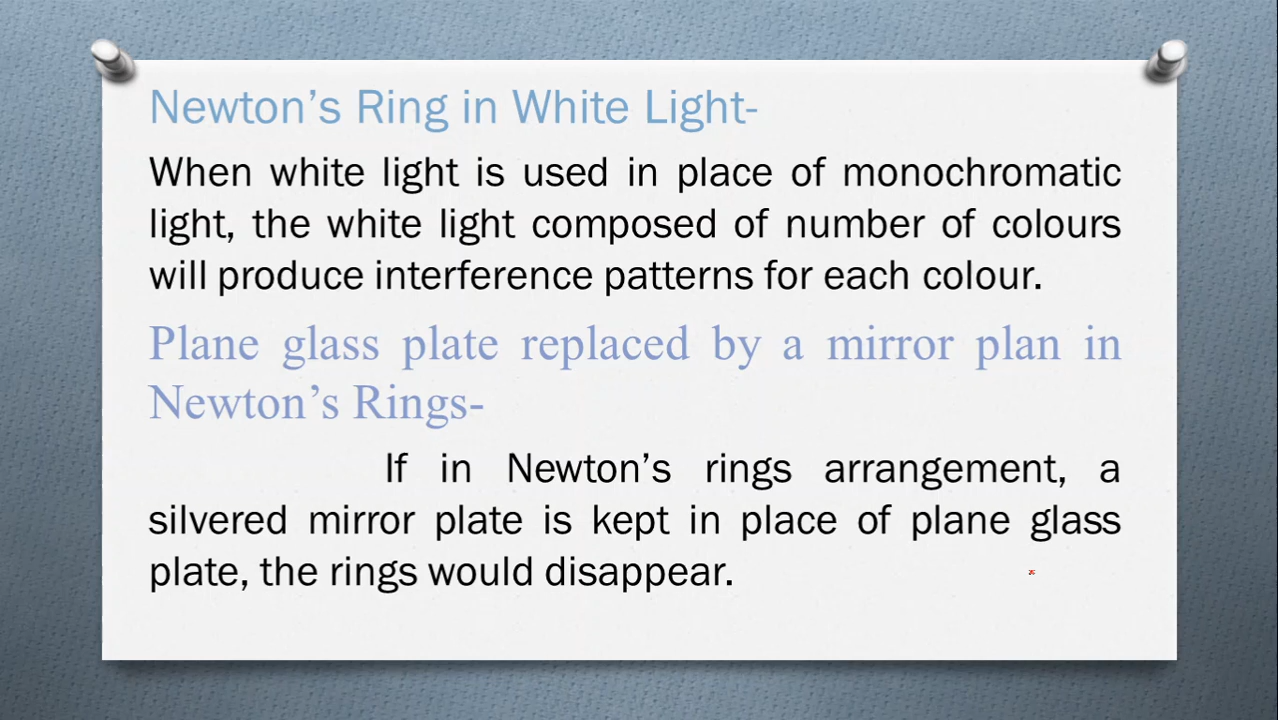 Newton’s Ring in White Light-
When white light is used in place of monochromatic
light, the white light composed of number of colours
will produce interference patterns for each colour.
Plane glass plate replaced by a mirror plan in
Newton’s Rings-
If in Newton’s rings arrangement, a
silvered mirror plate is kept in place of plane glass
plate, the rings would disappear.